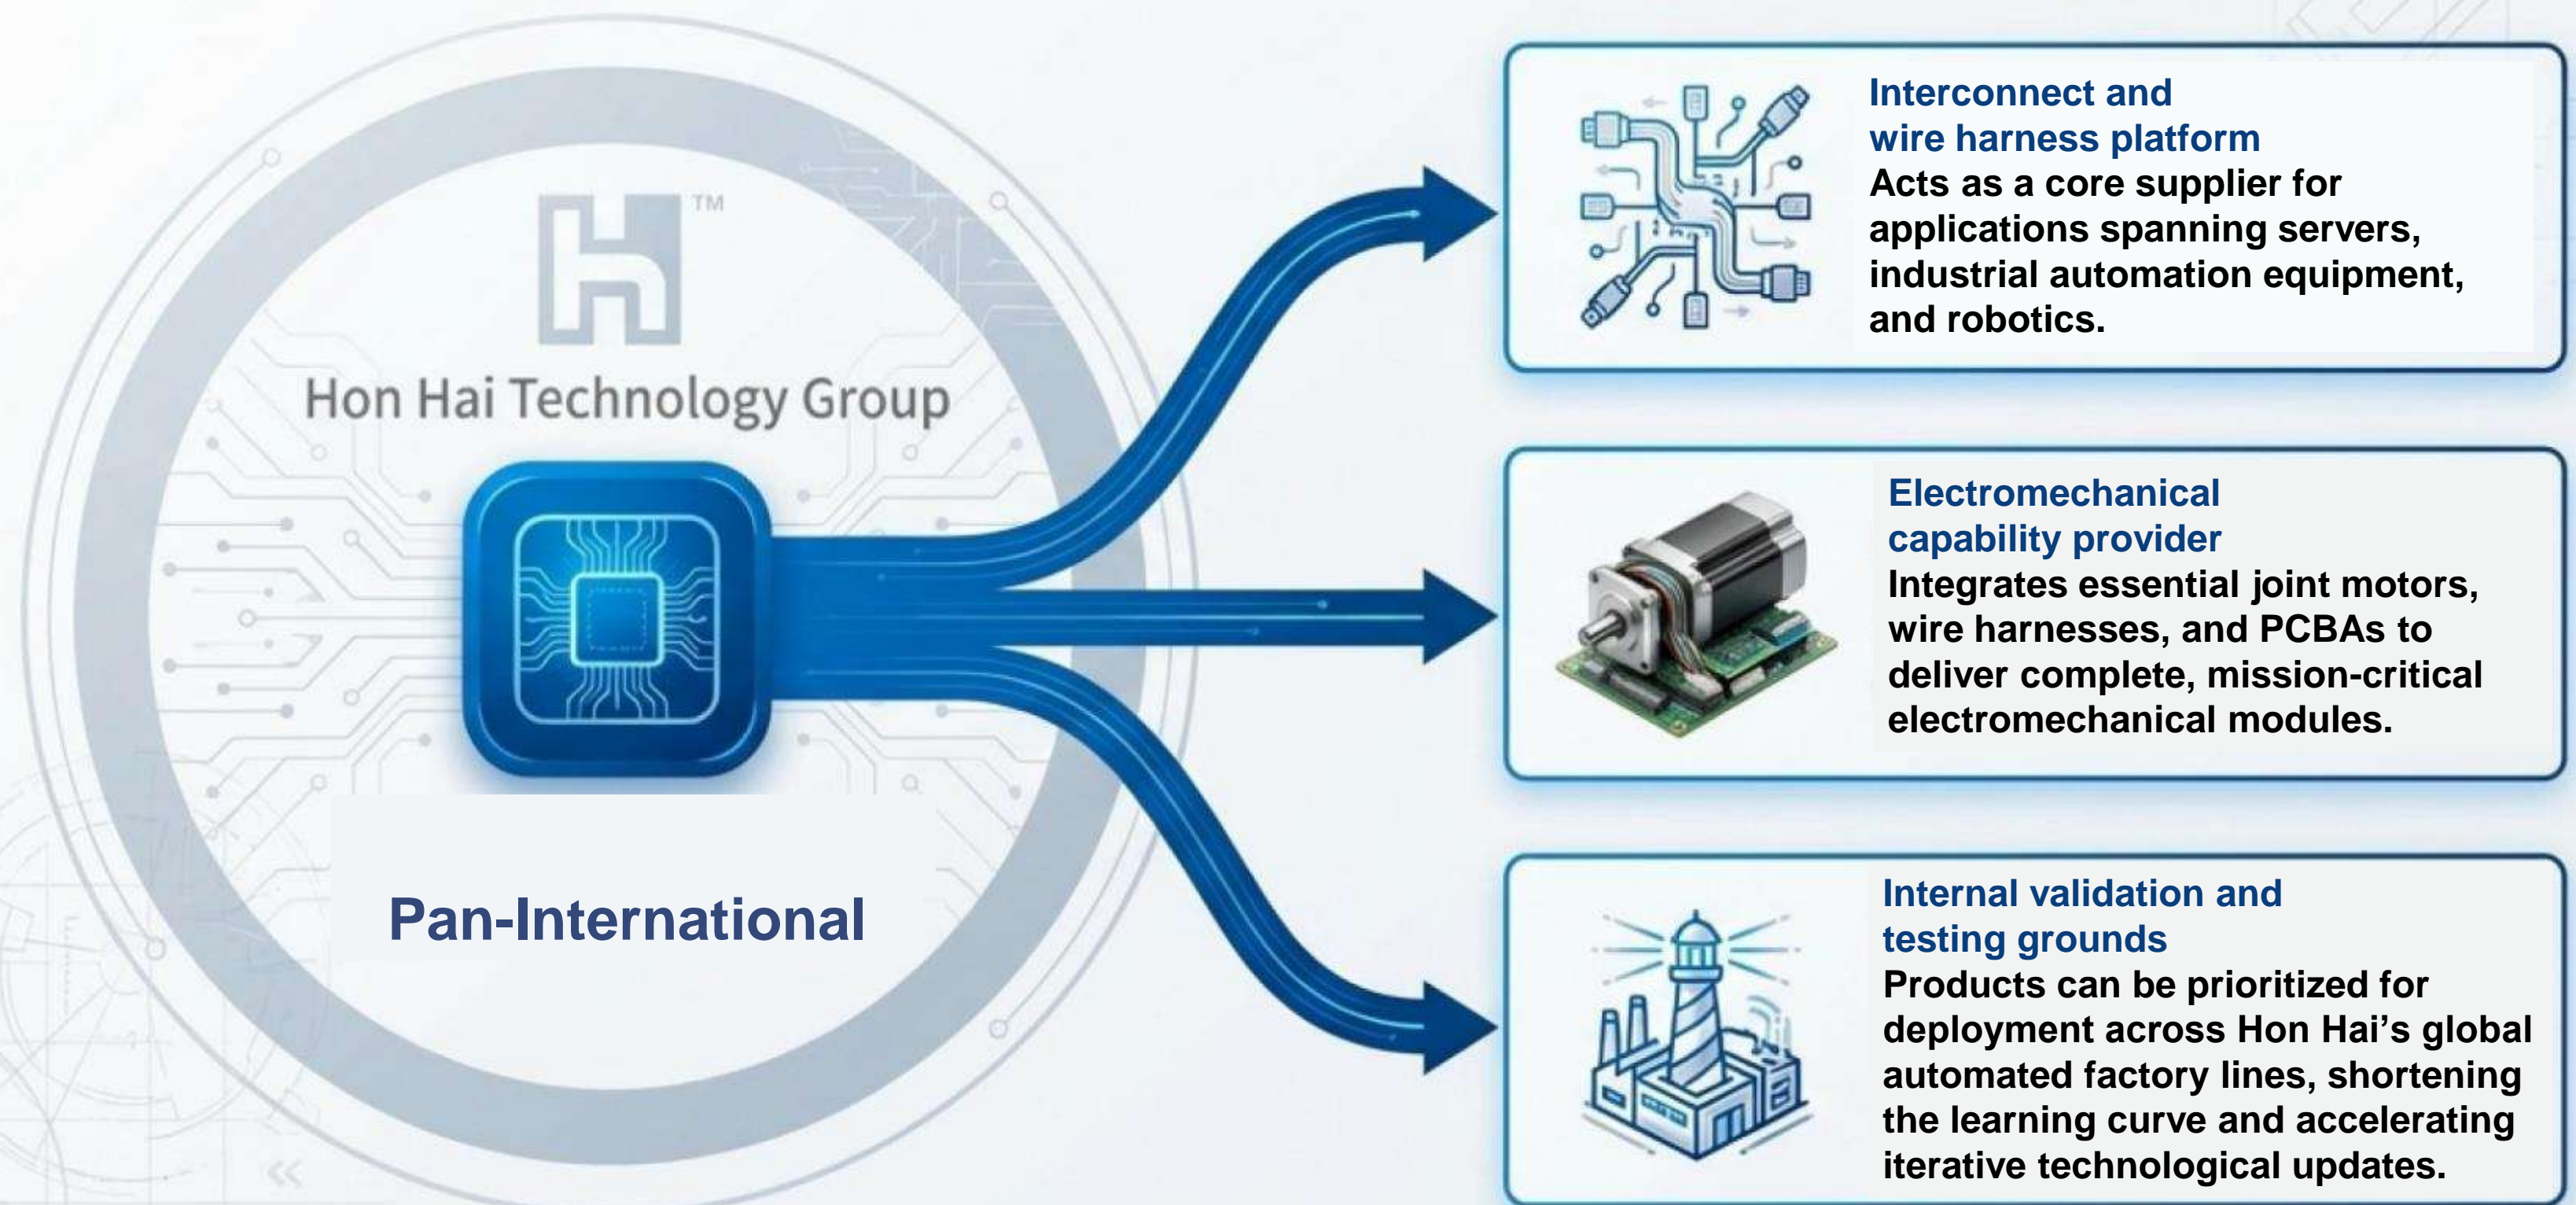 TM
Hon Hai Technology Group
Pan-International
Interconnect and
wire harness platform
Acts as a core supplier for
applications spanning servers,
industrial automation equipment,
and robotics.
Electromechanical
capability provider
Integrates essential joint motors,
wire harnesses, and PCBAs to
deliver complete, mission-critical
electromechanical modules.
Internal validation and
testing grounds
Products can be prioritized for
deployment across Hon Hai’s global
automated factory lines, shortening
the learning curve and accelerating
iterative technological updates.